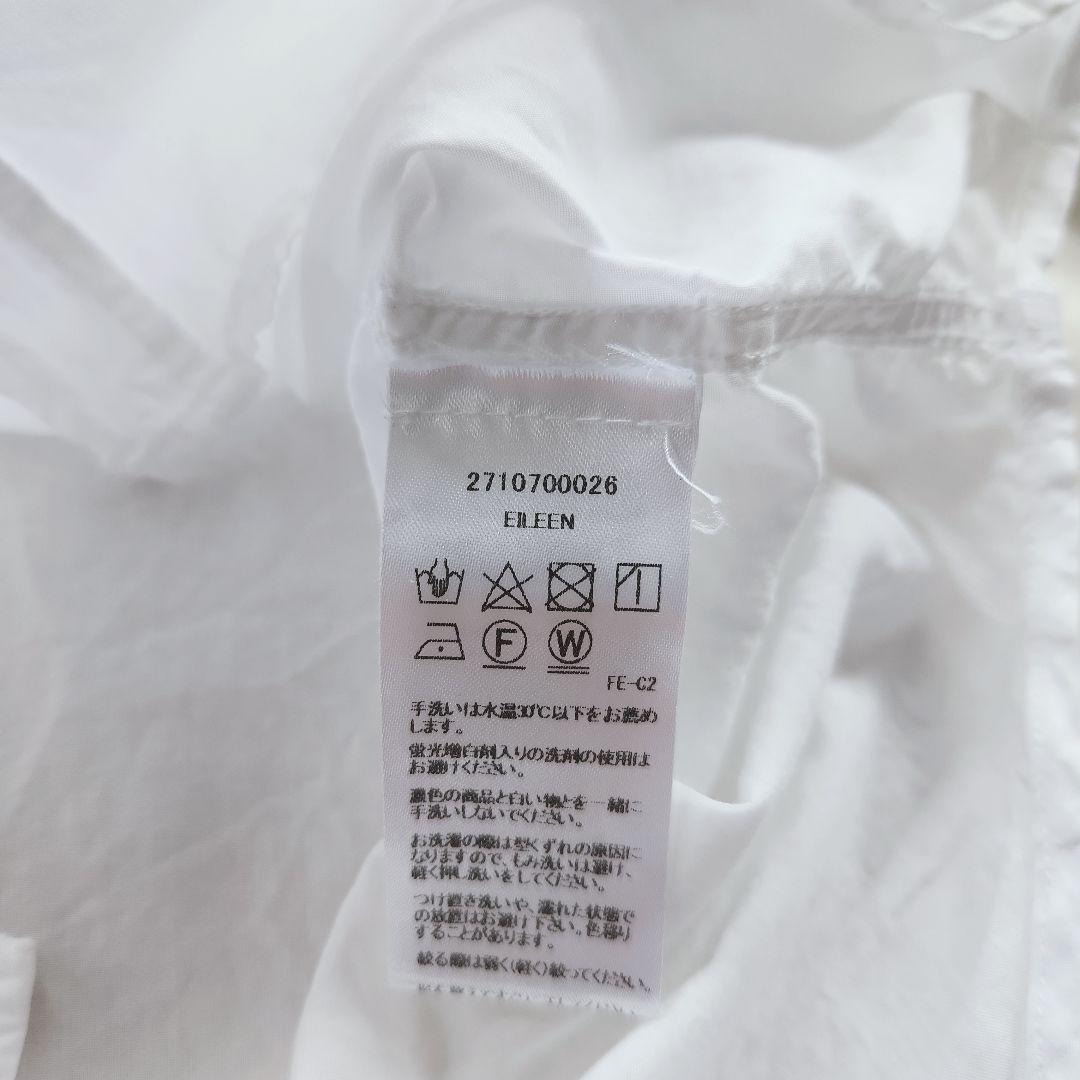 2710700026
EILEEN
F W
FE-C2
手洗いは水温30℃以下をお薦め
します。
蛍光増白剤入りの洗剤の使用は
お避けください。
濃色の商品と白い物とを一緒に
手洗いしないでください。
お洗濯の際は型くずれの原因に
なりますので、もみ洗いは避け、
軽く押し洗いをしてください。
つけ置き洗いや、濡れた状態で
の放置はお避け下さい。色移り
することがあります。
絞る際は弱く(軽く)絞ってください。